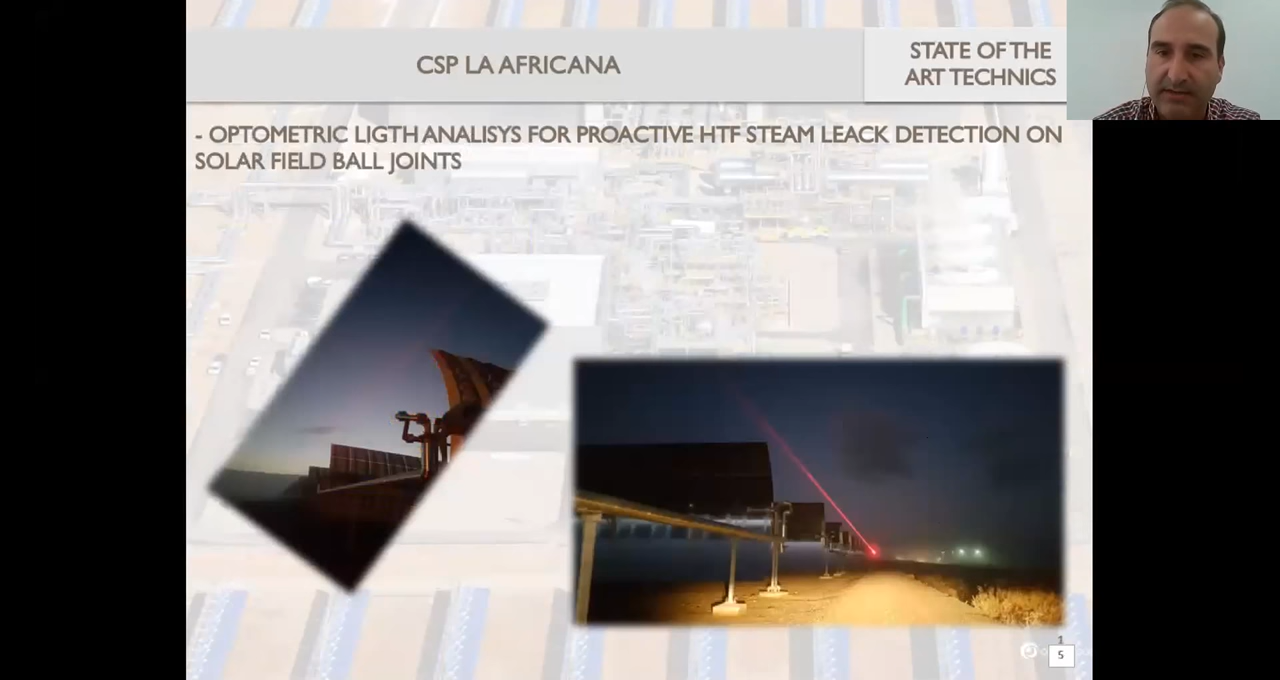 CSP LA AFRICANA
STATE OF THE
ART TECHNICS
- OPTOMETRIC LIGTH ANALISYS FOR PROACTIVE HTF STEAM LEACK DETECTION ON
SOLAR FIELD BALL JOINTS
1
5